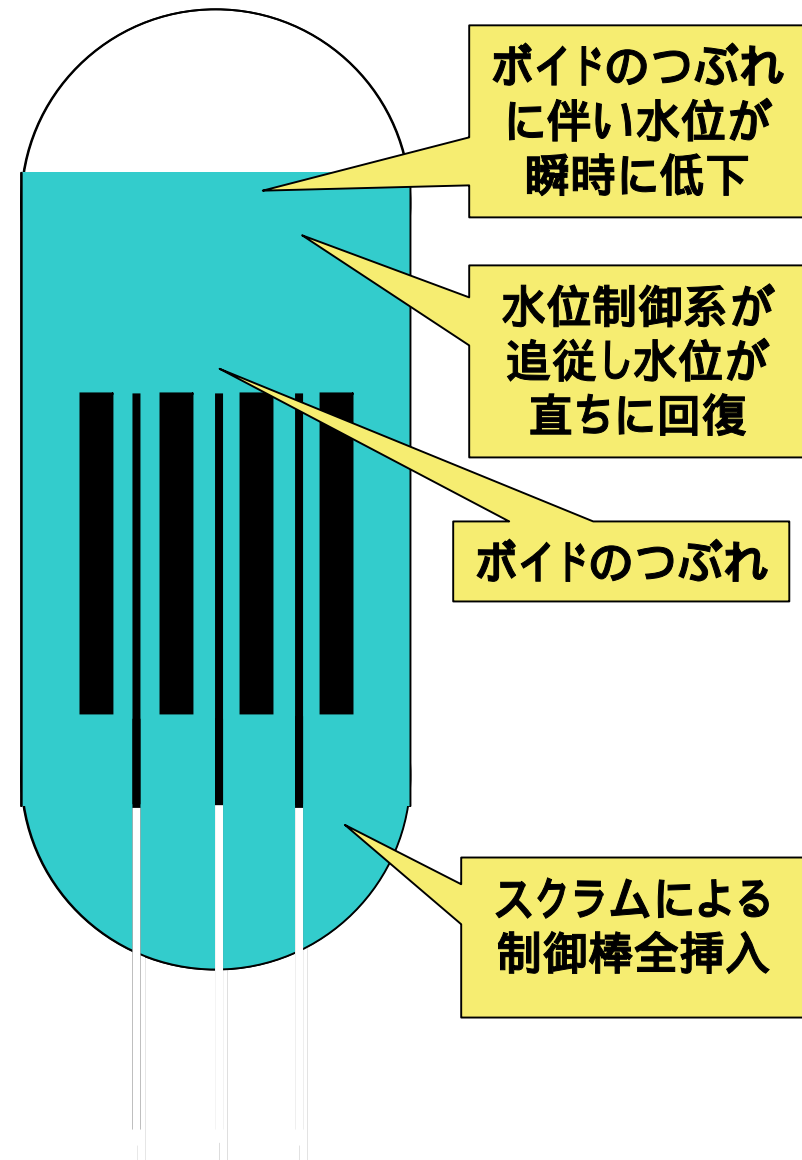 ボイドのつぶれ
に伴い水位が
瞬時に低下
水位制御系が
追従し水位が
直ちに回復
ボイドのつぶれ
スクラムによる
制御棒全挿入